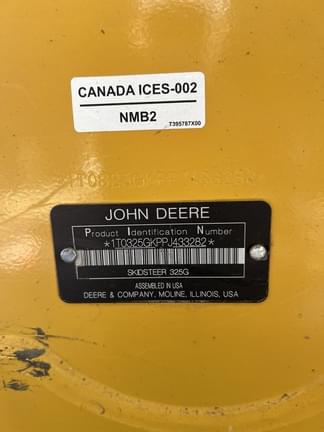 CANADA ICES-002
NMB2
T395787X00
JOHN DEERE
Product Identification Number
*1T0325GKPPJ433282*
SKIDSTEER 325G
ASSEMBLED IN USA
DEERE & COMPANY, MOLINE, ILLINOIS, USA